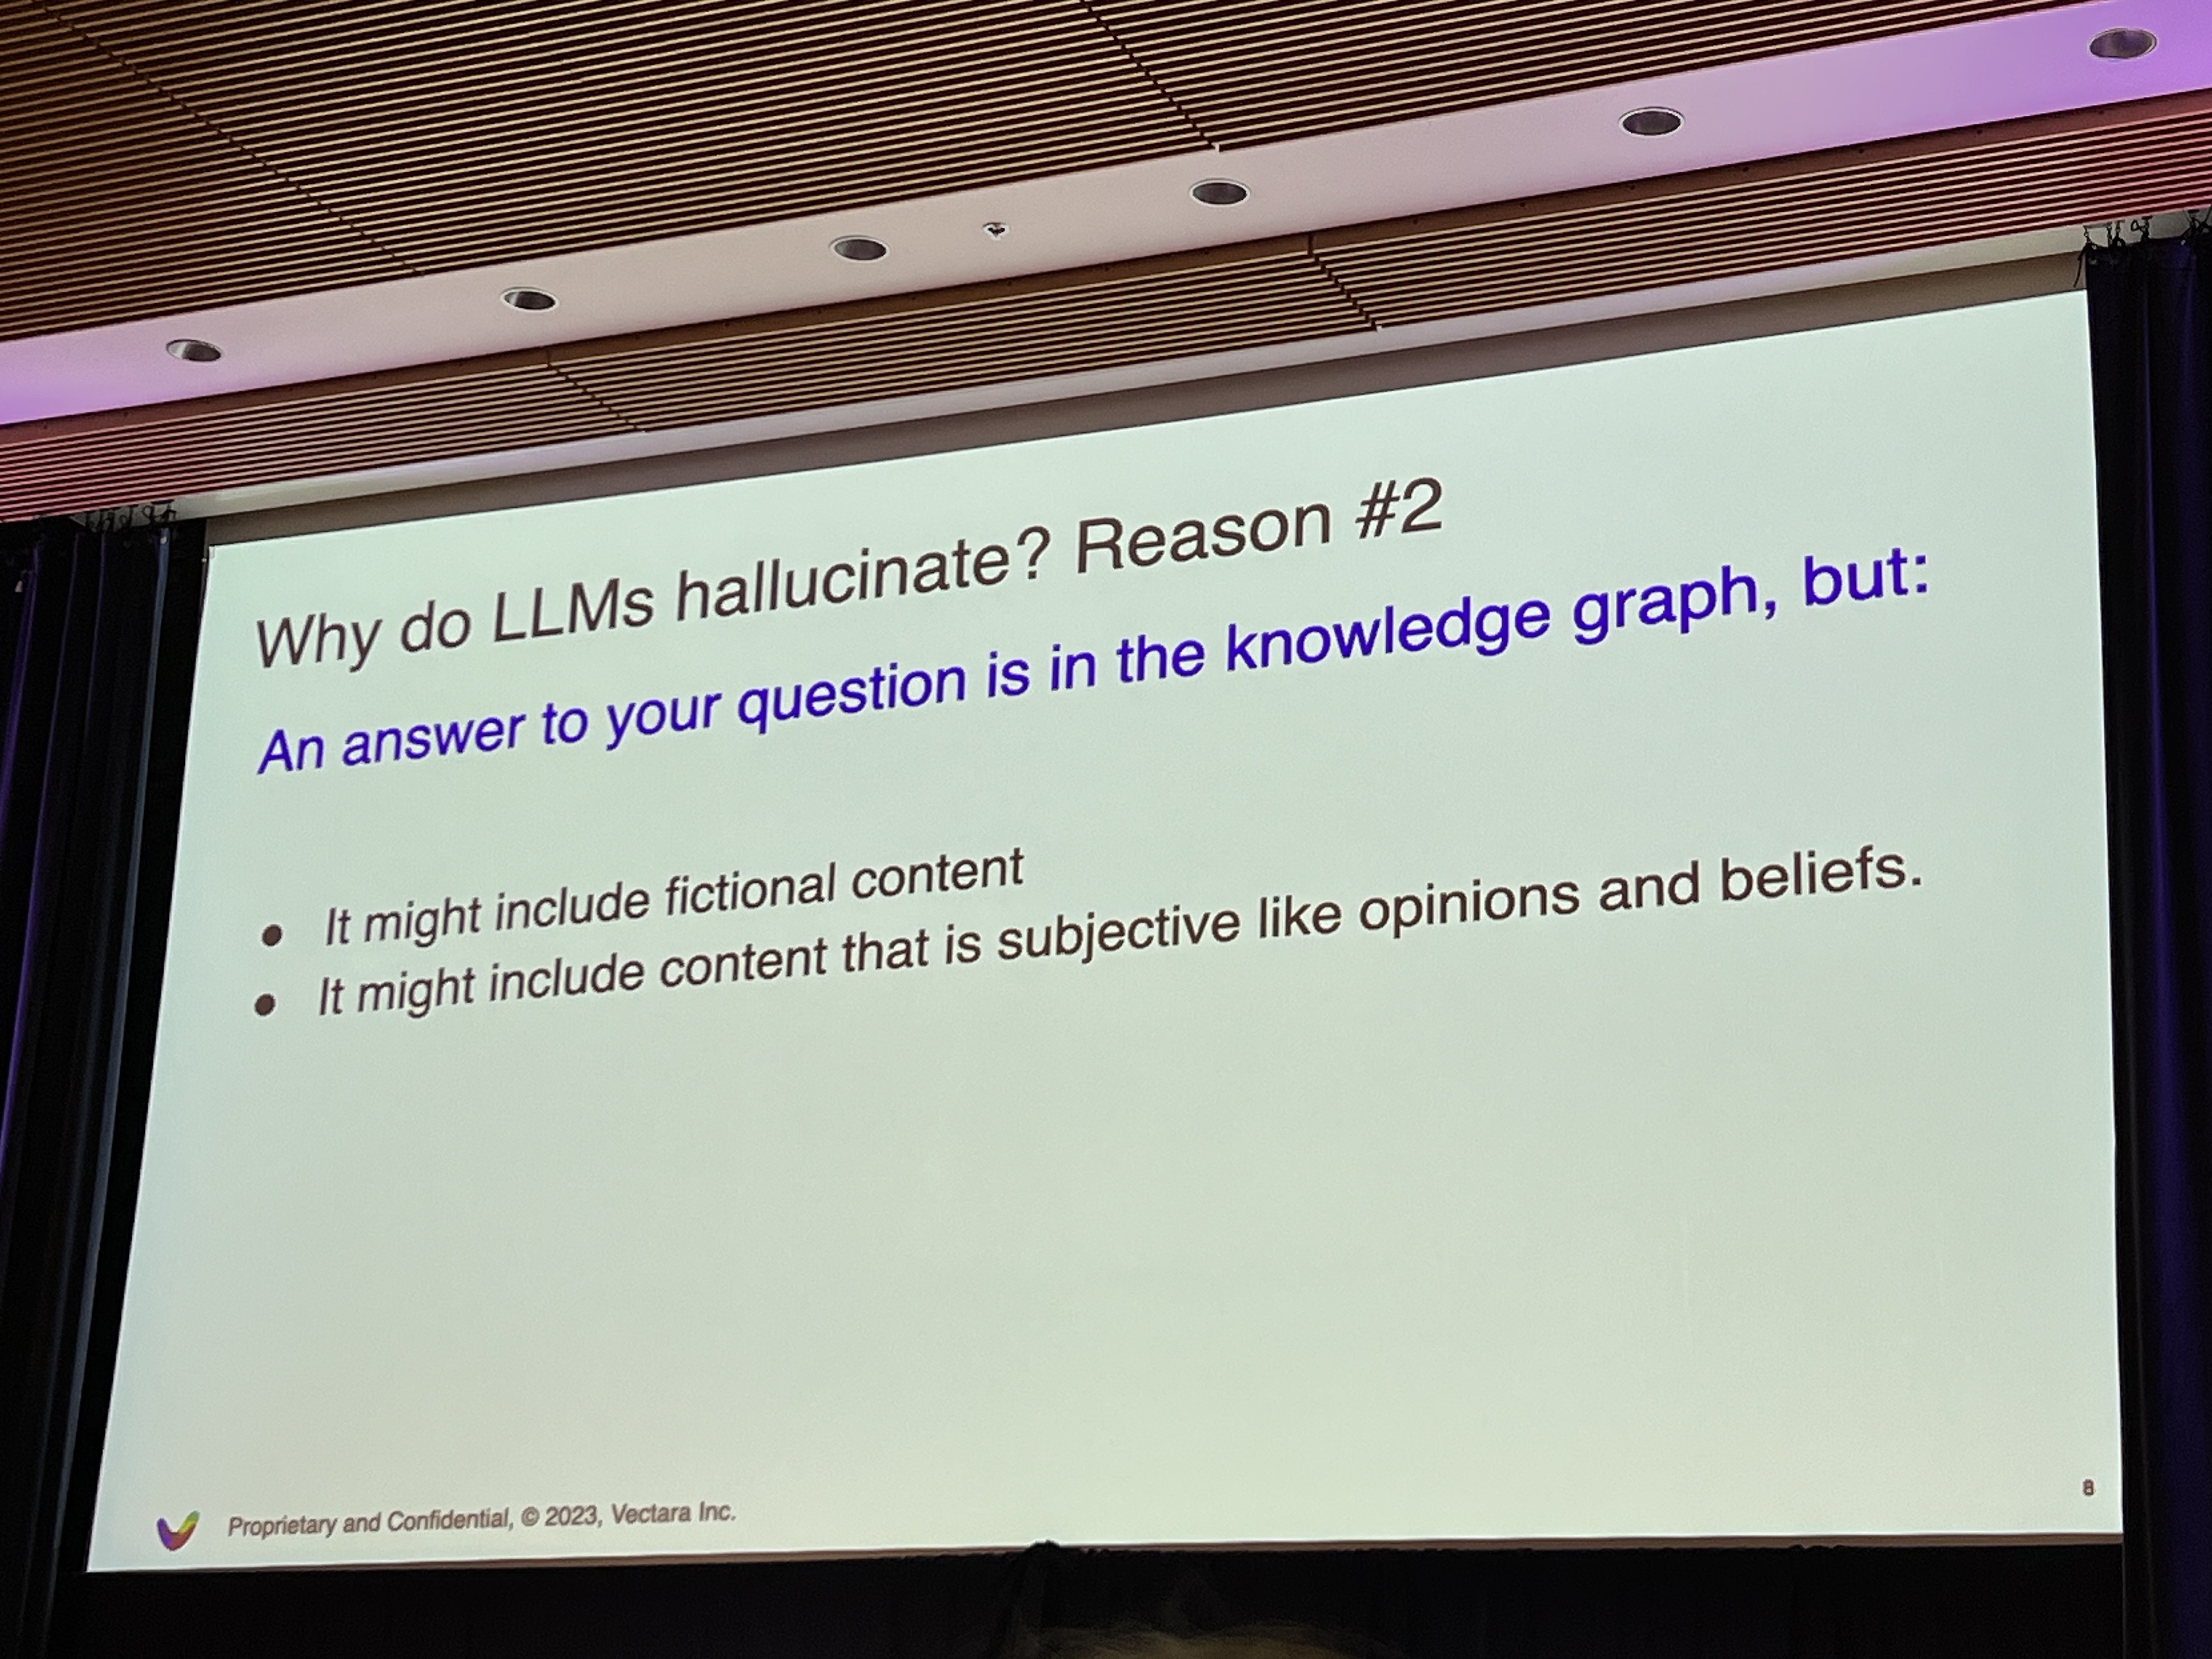 Why do LLMs hallucinate? Reason #2
An answer to your question is in the knowledge graph, but:
● It might include fictional content
● It might include content that is subjective like opinions and beliefs.
Proprietary and Confidential, © 2023, Vectara Inc.
8